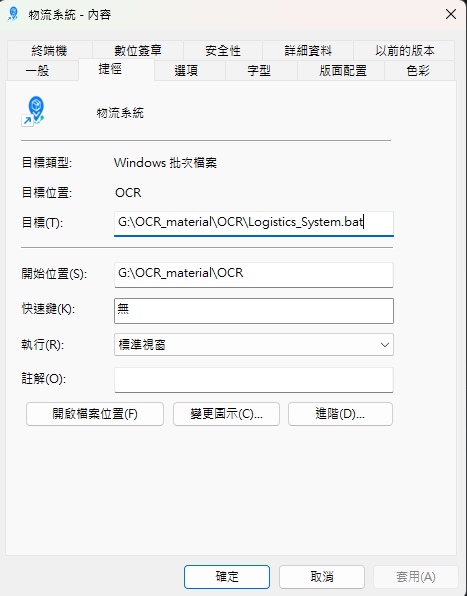 物流系統 - 內容
終端機 數位簽章 安全性 詳細資料 以前的版本
一般 捷徑 選項 字型 版面配置 色彩
物流系統
目標類型: Windows 批次檔案
目標位置: OCR
目標(T): G:\OCR_material\OCR\Logistics_System.bat
開始位置(S): G:\OCR_material\OCR
快速鍵(K): 無
執行(R): 標準視窗
註解(O):
開啟檔案位置(F) 變更圖示(C)... 進階(D)...
確定 取消 套用(A)